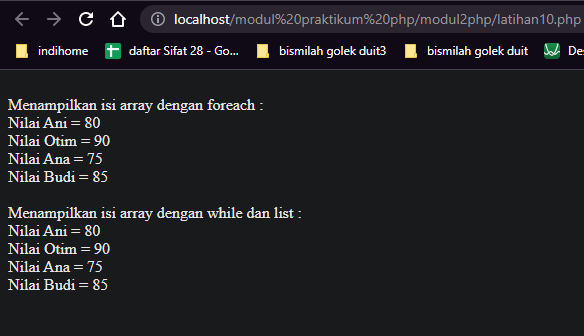 localhost/modul%20praktikum%20php/modul2php/latihan10.php
indihome
daftar Sifat 28 - Go...
bismilah golek duit3
bismilah golek duit
Des
Menampilkan isi array dengan foreach :
Nilai Ani = 80
Nilai Otim = 90
Nilai Ana = 75
Nilai Budi = 85
Menampilkan isi array dengan while dan list :
Nilai Ani = 80
Nilai Otim = 90
Nilai Ana = 75
Nilai Budi = 85